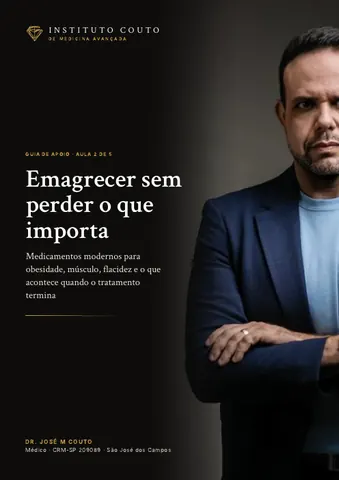 INSTITUTO COUTO
DE MEDICINA AVANÇADA
GUIA DE APOIO · AULA 2 DE 5
Emagrecer sem
perder o que
importa
Medicamentos modernos para
obesidade, músculo, flacidez e o que
acontece quando o tratamento
termina
DR. JOSÉ M COUTO
Médico · CRM-SP 209089 · São José dos Campos